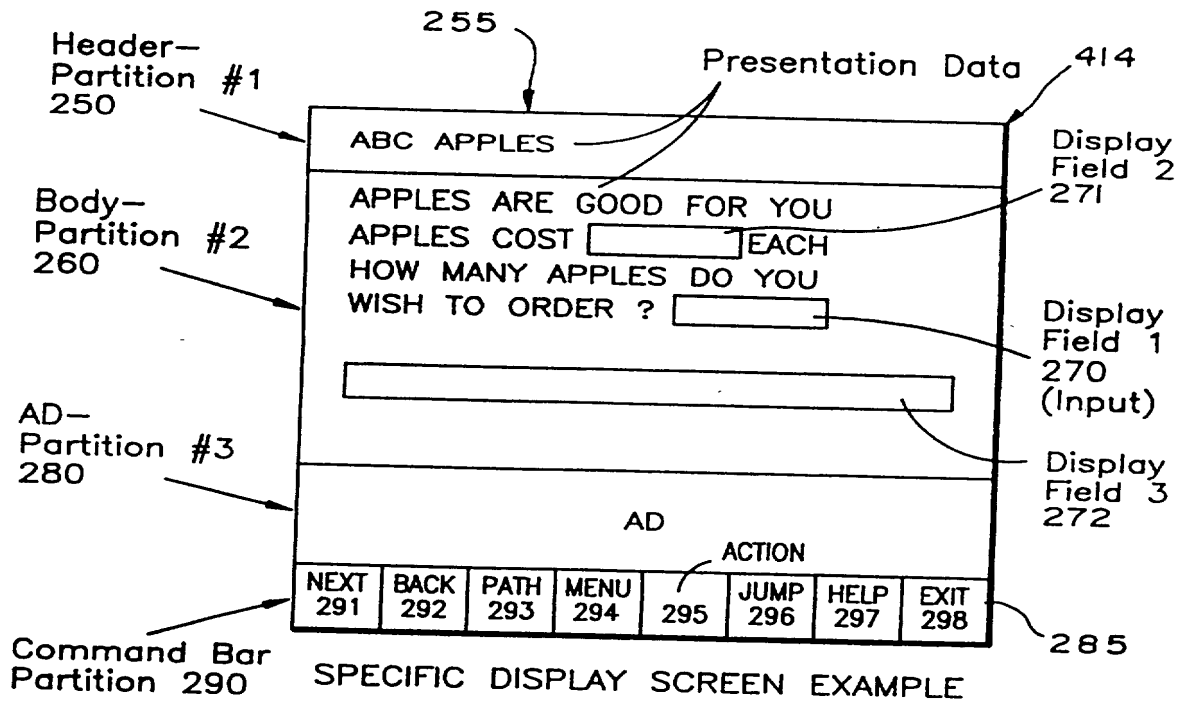 255
Header—
Partition #1
250
Presentation Data
414
ABC APPLES
Display
Field 2
271
Body—
Partition #2
260
APPLES ARE GOOD FOR YOU
APPLES COST EACH
HOW MANY APPLES DO YOU
WISH TO ORDER ?
Display
Field 1
270
(Input)
AD—
Partition #3
280
Display
Field 3
272
AD
ACTION
NEXT BACK PATH MENU JUMP HELP EXIT
291 292 293 294 295 296 297 298
285
Command Bar
Partition 290
SPECIFIC DISPLAY SCREEN EXAMPLE